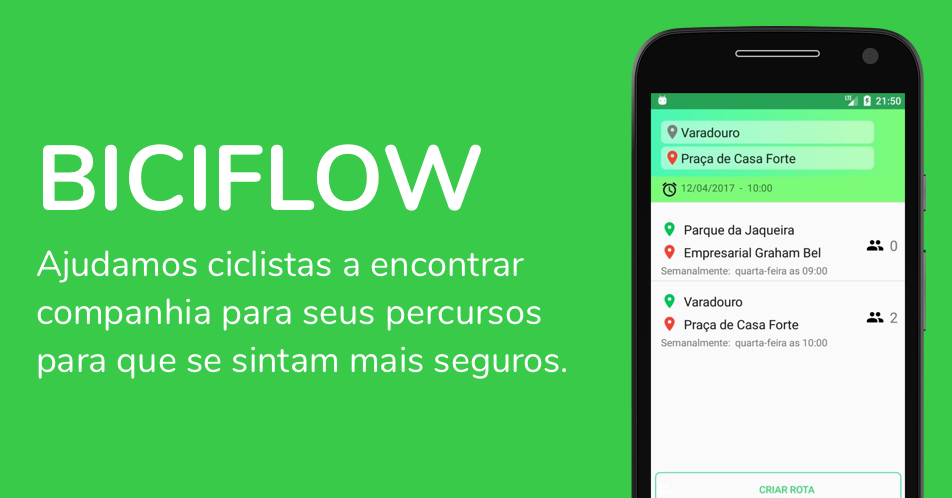 BICIFLOW
Ajudamos ciclistas a encontrar
companhia para seus percursos
para que se sintam mais seguros.
LTE 21:50
Varadouro
Praça de Casa Forte
12/04/2017 - 10:00
Parque da Jaqueira
Empresarial Graham Bel
0
Semanalmente: quarta-feira as 09:00
Varadouro
Praça de Casa Forte
2
Semanalmente: quarta-feira as 10:00
CRIAR ROTA